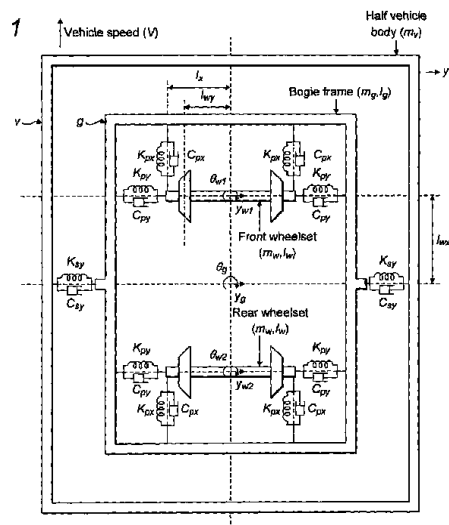 1
Vehicle speed (V)
Half vehicle
body (mv)
y
lx
lwy
Bogie frame (mg,Ig)
v
g
Kpx
Cpx
Kpx
Cpx
Kpy
θw1
Kpy
Cpy
yw1
Cpy
Front wheelset
(mw,Iw)
lwx
Ksy
Csy
θg
yg
Ksy
Csy
Rear wheelset
(mw,Iw)
Kpy
θw2
Kpy
Cpy
yw2
Cpy
Kpx
Cpx
Kpx
Cpx